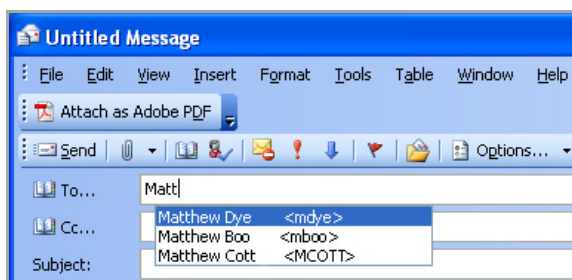 Untitled Message
File Edit View Insert Format Tools Table Window Help
Attach as Adobe PDF
Send Options...
To... Matt
Matthew Dye <mdye>
Cc...
Matthew Boo <mboo>
Matthew Cott <MCOTT>
Subject: